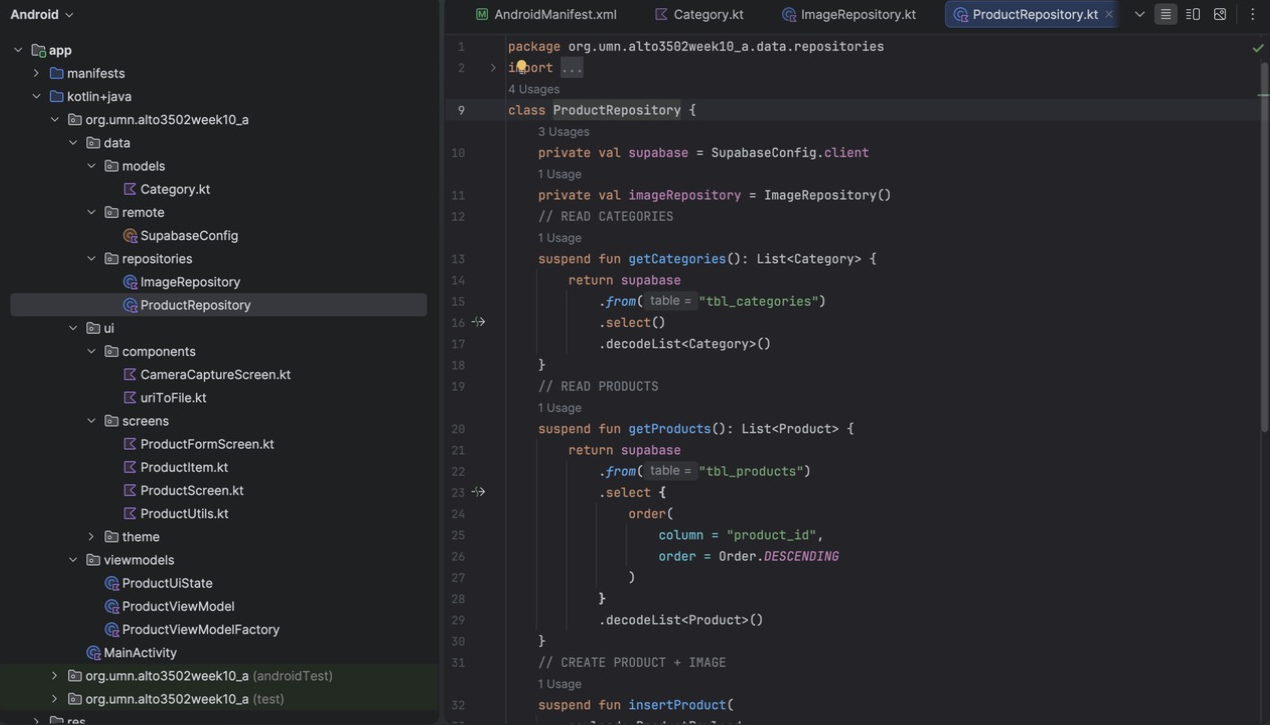 Android
app
manifests
kotlin+java
org.umn.alto3502week10_a
data
models
Category.kt
remote
SupabaseConfig
repositories
ImageRepository
ProductRepository
ui
components
CameraCaptureScreen.kt
uriToFile.kt
screens
ProductFormScreen.kt
ProductItem.kt
ProductScreen.kt
ProductUtils.kt
theme
viewmodels
ProductUiState
ProductViewModel
ProductViewModelFactory
MainActivity
org.umn.alto3502week10_a (androidTest)
org.umn.alto3502week10_a (test)
res
AndroidManifest.xml Category.kt ImageRepository.kt ProductRepository.kt
1 package org.umn.alto3502week10_a.data.repositories
2 import ...
4 Usages
9 class ProductRepository {
3 Usages
10 private val supabase = SupabaseConfig.client
1 Usage
11 private val imageRepository = ImageRepository()
12 // READ CATEGORIES
1 Usage
13 suspend fun getCategories(): List<Category> {
14 return supabase
15 .from( table = "tbl_categories")
16 .select()
17 .decodeList<Category>()
18 }
19 // READ PRODUCTS
1 Usage
20 suspend fun getProducts(): List<Product> {
21 return supabase
22 .from( table = "tbl_products")
23 .select {
24 order(
25 column = "product_id",
26 order = Order.DESCENDING
27 )
28 }
29 .decodeList<Product>()
30 }
31 // CREATE PRODUCT + IMAGE
1 Usage
32 suspend fun insertProduct(